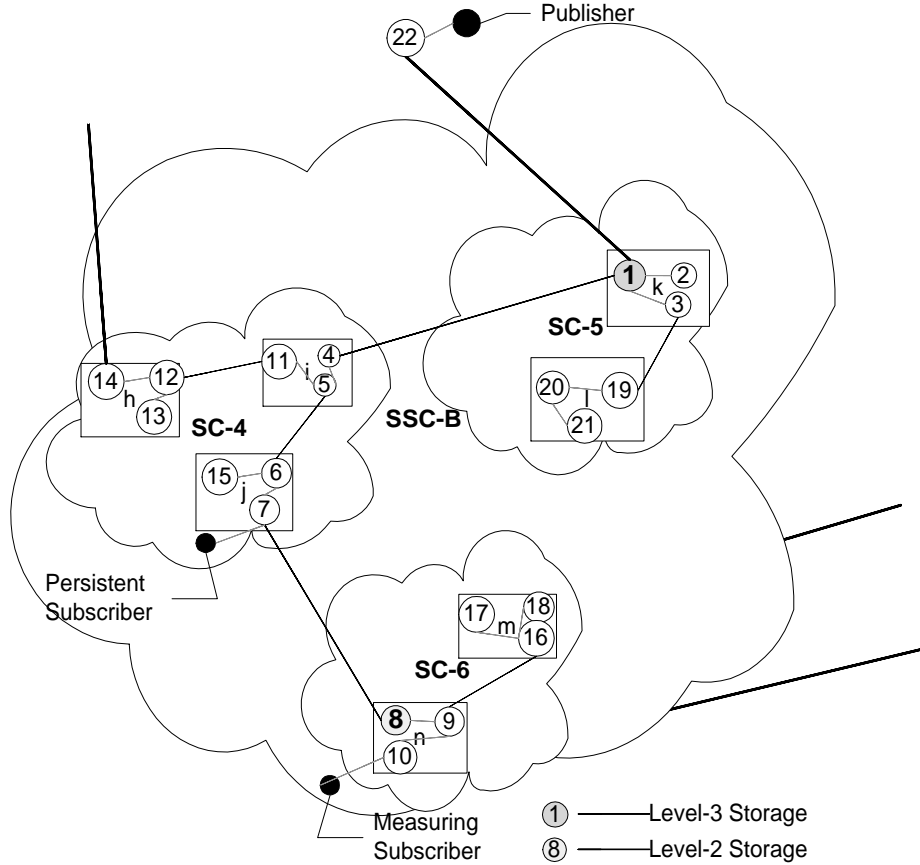 Publisher
22
1
2
k
3
SC-5
4
11
i
5
14
12
h
13
20
19
l
21
SC-4
SSC-B
15
6
j
7
Persistent
Subscriber
17
18
m
16
SC-6
8
9
n
10
Measuring
Subscriber
1
Level-3 Storage
8
Level-2 Storage